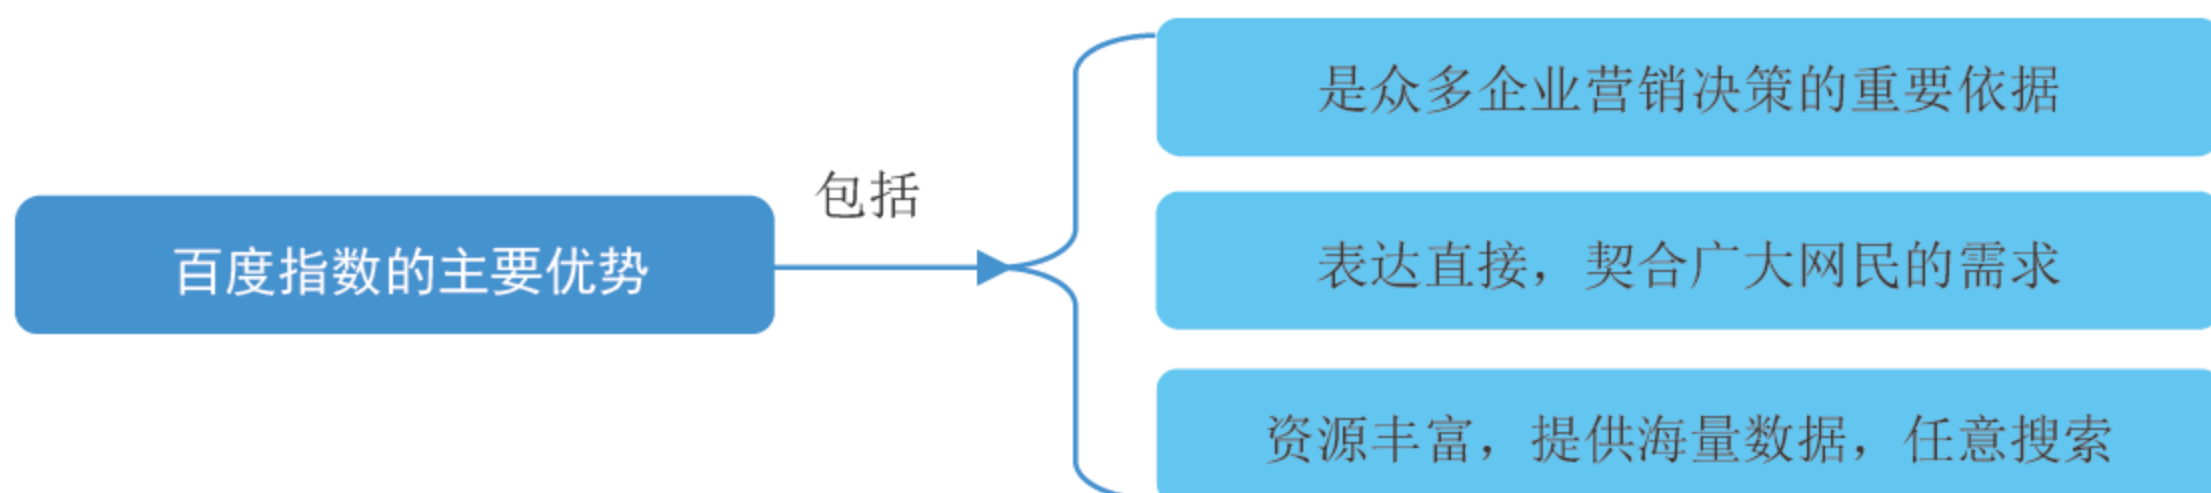 百度指数的主要优势
包括
是众多企业营销决策的重要依据
表达直接，契合广大网民的需求
资源丰富，提供海量数据，任意搜索